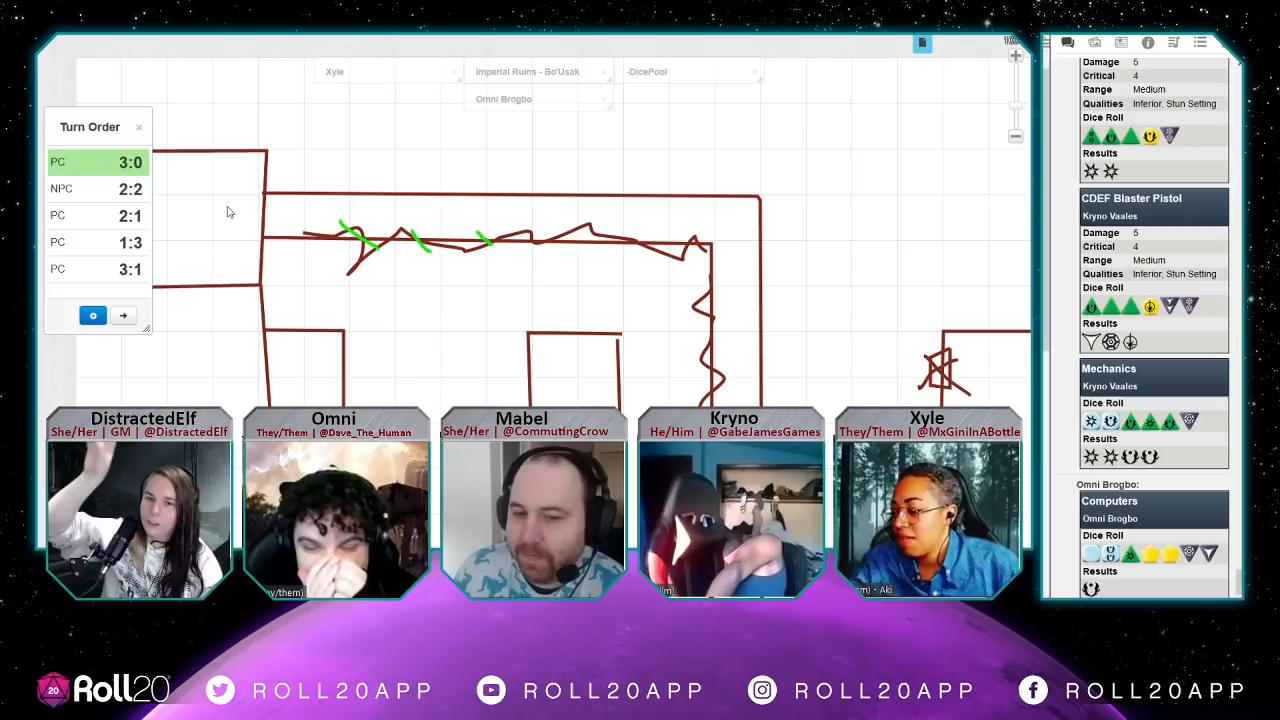 Xyle
Imperial Ruins - Bo'Usak
-DicePool
Omni Brogbo
Turn Order
PC 3:0
NPC 2:2
PC 2:1
PC 1:3
PC 3:1
Damage 5
Critical 4
Range Medium
Qualities Inferior, Stun Setting
Dice Roll
Results
CDEF Blaster Pistol
Kryno Vaales
Damage 5
Critical 4
Range Medium
Qualities Inferior, Stun Setting
Dice Roll
Results
Mechanics
Kryno Vaales
Dice Roll
Results
Omni Brogbo:
Computers
Omni Brogbo
Dice Roll
Results
DistractedElf
She/Her | GM | @DistractedElf
Omni
They/Them | @Dave_The_Human
Mabel
She/Her | @CommutingCrow
Kryno
He/Him | @GabeJamesGames
Xyle
They/Them | @MxGiniInABottle
20
Roll20
ROLL20APP
ROLL20APP
ROLL20APP
ROLL20APP